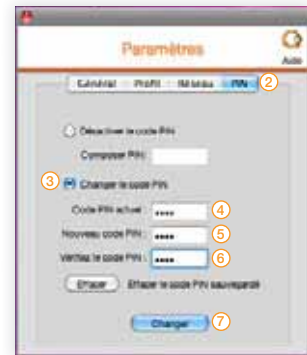 Paramètres
Aide
Général Profil Réseau PIN 2
Désactiver le code PIN
Composer PIN:
3 Changer le code PIN
Code PIN actuel : •••• 4
Nouveau code PIN : •••• 5
Vérifiez le code PIN : •••• 6
Effacer Effacer le code PIN sauvegardé
Changer 7